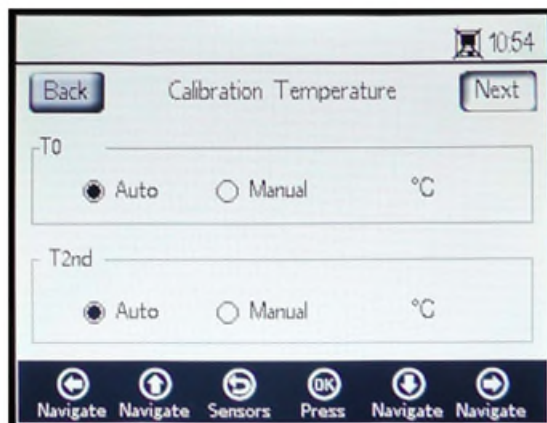 10:54
Back Calibration Temperature Next
T0
Auto Manual °C
T2nd
Auto Manual °C
OK
Navigate Navigate Sensors Press Navigate Navigate